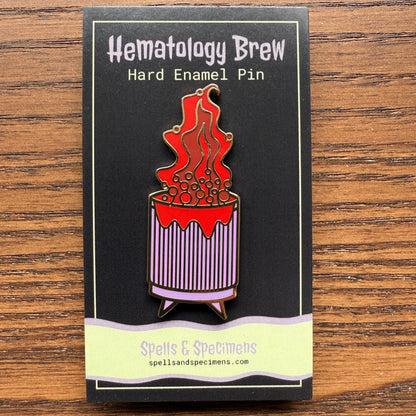 Hematology Brew
Hard Enamel Pin
Spells & Specimens
spellsandspecimens.com